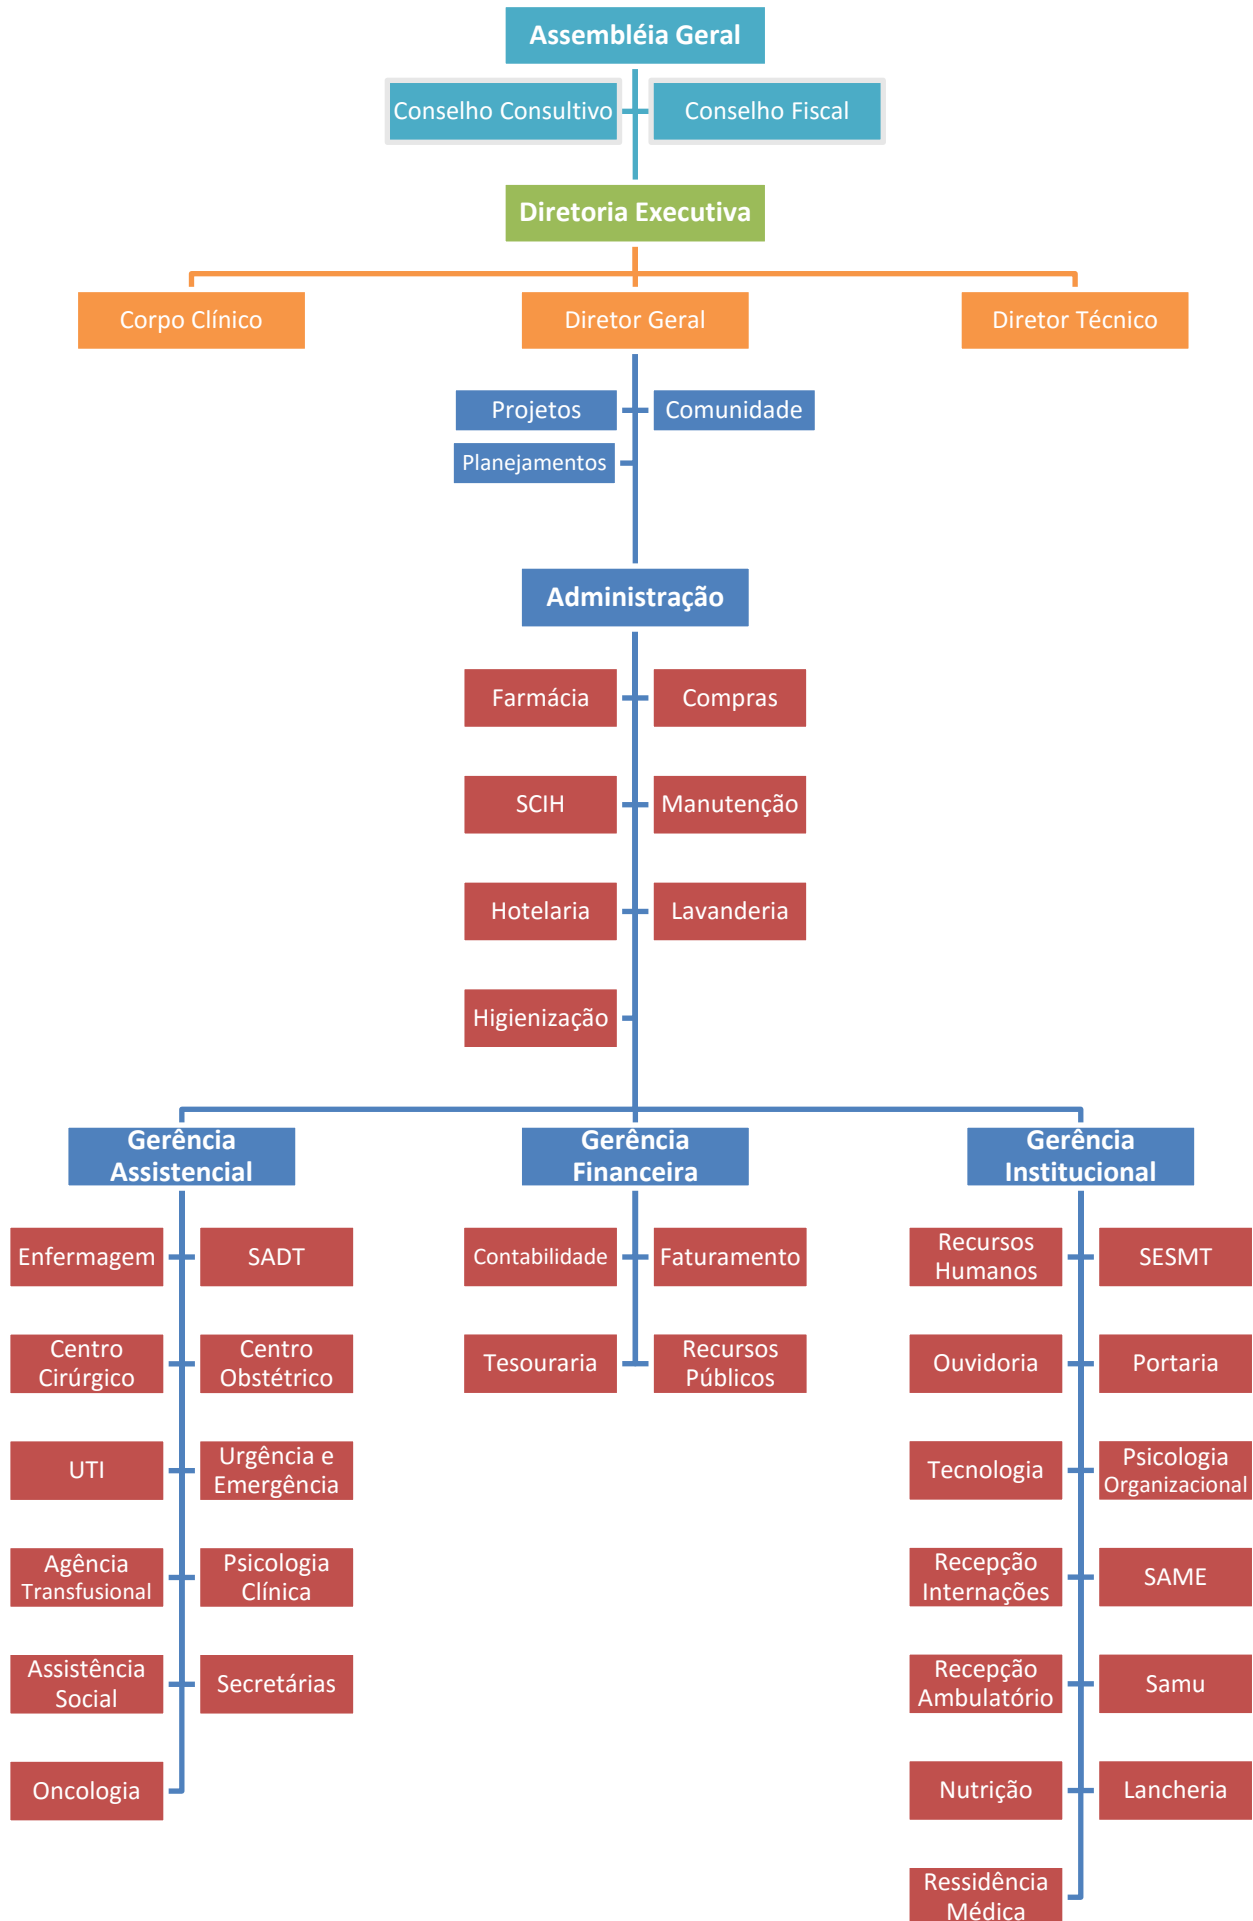 Assembléia Geral
Conselho Consultivo
Conselho Fiscal
Diretoria Executiva
Corpo Clínico
Diretor Geral
Diretor Técnico
Projetos
Comunidade
Planejamentos
Administração
Farmácia
Compras
SCIH
Manutenção
Hotelaria
Lavanderia
Higienização
Gerência
Assistencial
Gerência
Financeira
Gerência
Institucional
Enfermagem
SADT
Contabilidade
Faturamento
Recursos
Humanos
SESMT
Centro
Cirúrgico
Centro
Obstétrico
Tesouraria
Recursos
Públicos
Ouvidoria
Portaria
UTI
Urgência e
Emergência
Tecnologia
Psicologia
Organizacional
Agência
Transfusional
Psicologia
Clínica
Recepção
Internações
SAME
Assistência
Social
Secretárias
Recepção
Ambulatório
Samu
Oncologia
Nutrição
Lancheria
Ressidência
Médica